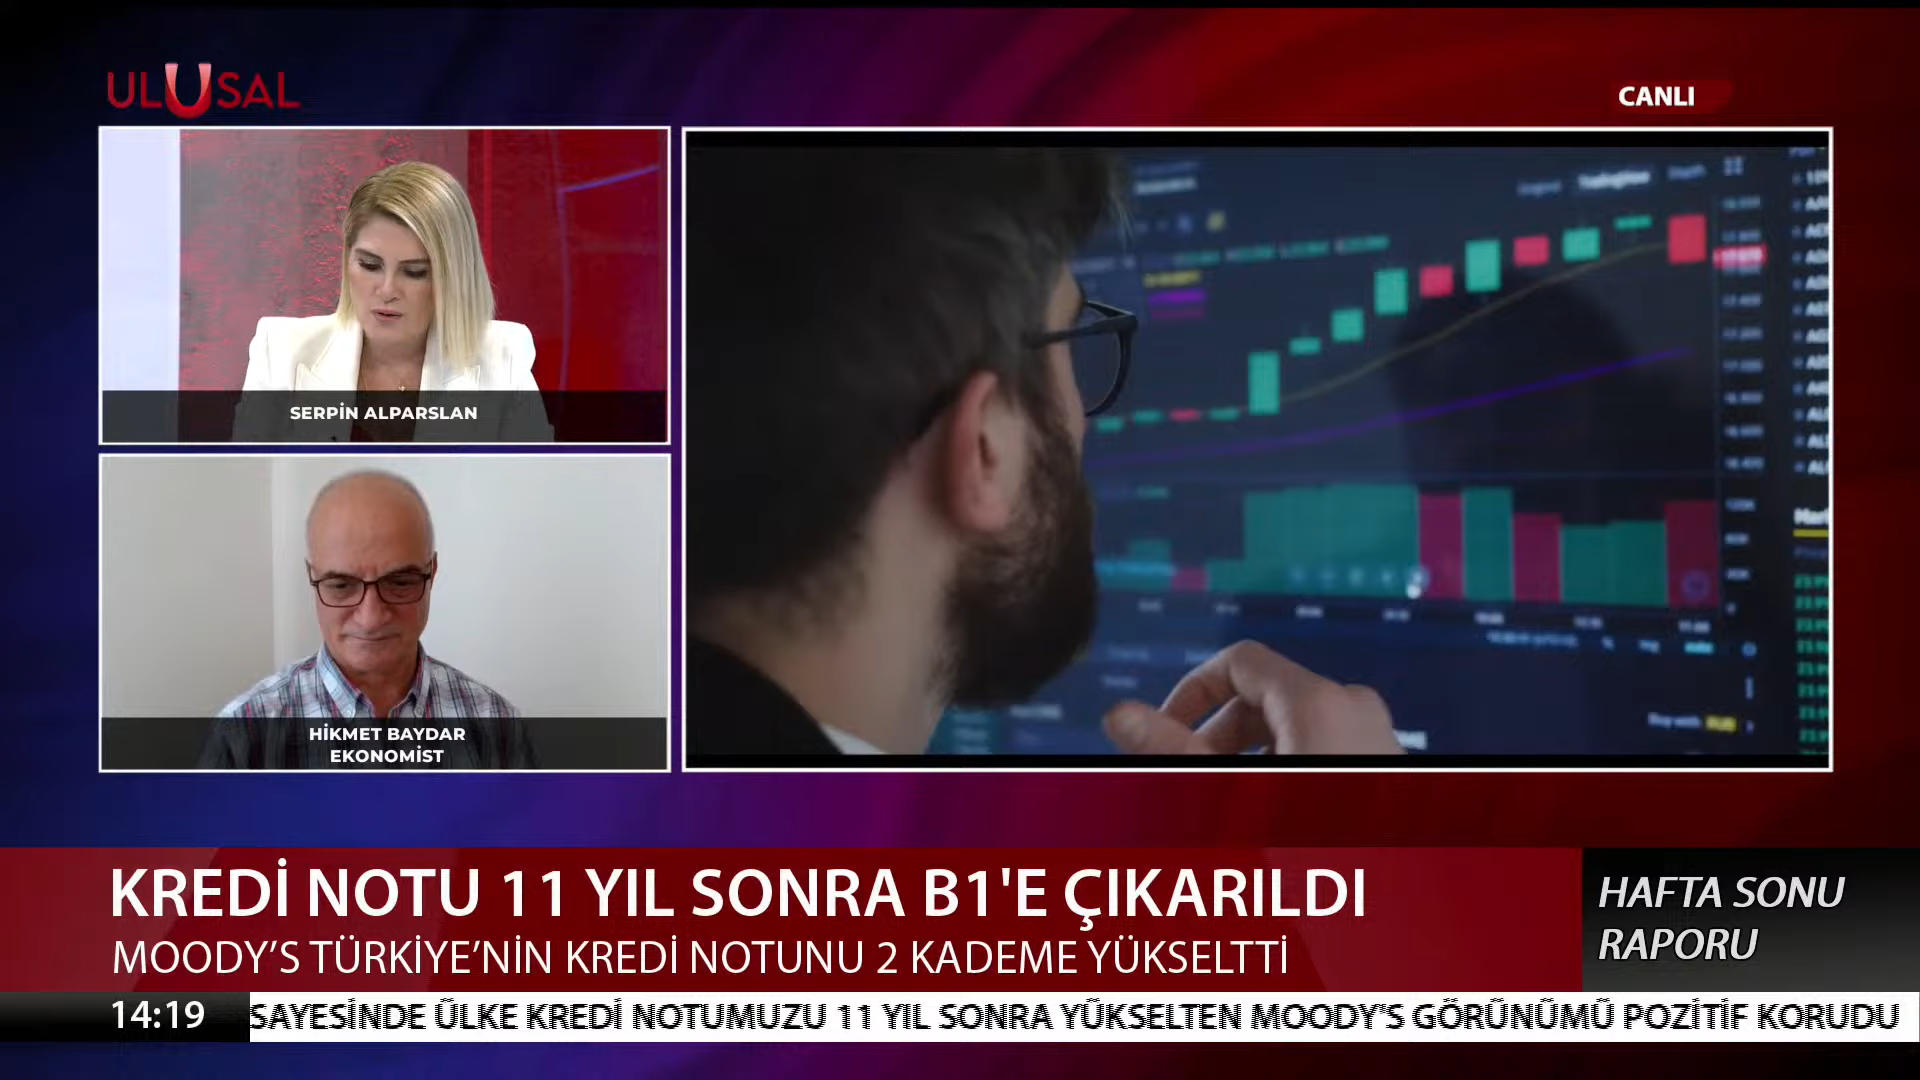 ULUSAL
CANLI
SERPİN ALPARSLAN
HİKMET BAYDAR
EKONOMİST
KREDİ NOTU 11 YIL SONRA B1'E ÇIKARILDI
MOODY'S TÜRKİYE'NİN KREDİ NOTUNU 2 KADEME YÜKSELTTİ
HAFTA SONU
RAPORU
14:19
SAYESİNDE ÜLKE KREDİ NOTUMUZU 11 YIL SONRA YÜKSELTEN MOODY'S GÖRÜNÜMÜ POZİTİF KORUDU